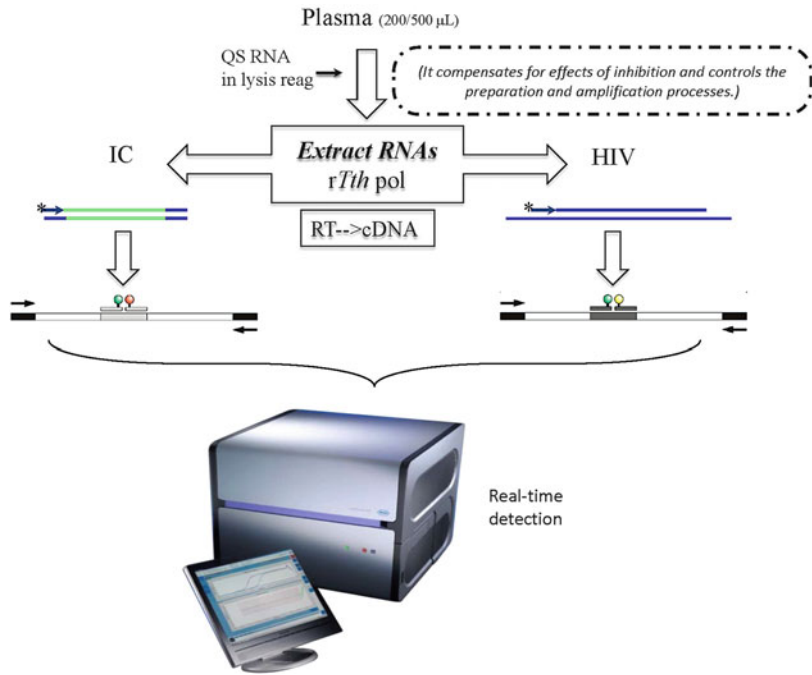 Plasma (200/500 μL)
QS RNA
in lysis reag
(It compensates for effects of inhibition and controls the
preparation and amplification processes.)
IC
Extract RNAs
rTth pol
HIV
RT-->cDNA
*
*
Real-time
detection